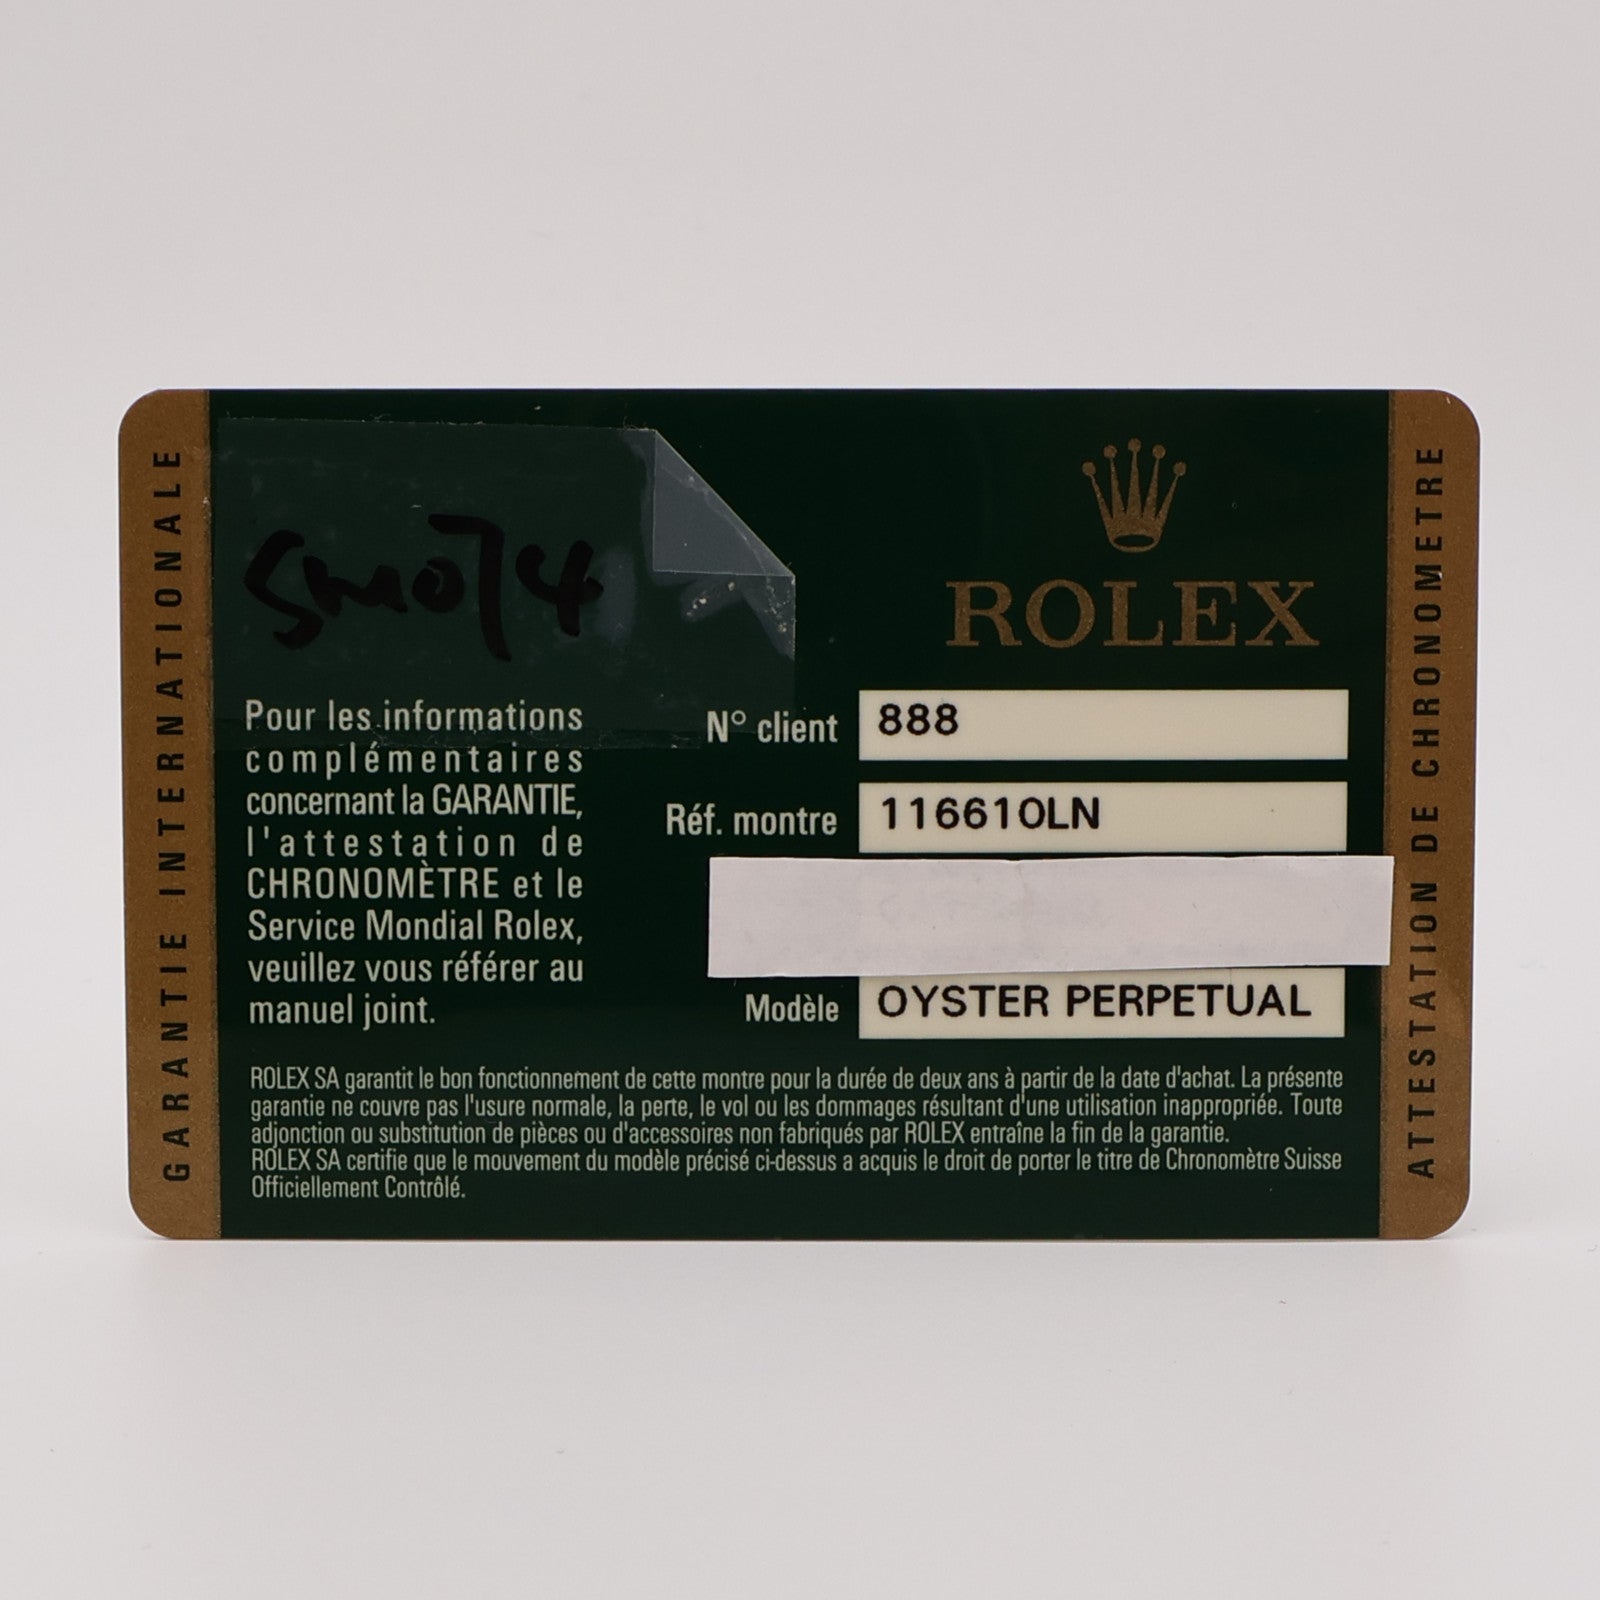 GARANTIE INTERNATIONALE
smo74
ROLEX
Pour les informations
complémentaires
concernant la GARANTIE,
l'attestation de
CHRONOMÈTRE et le
Service Mondial Rolex,
veuillez vous référer au
manuel joint.
N° client 888
Réf. montre 116610LN
Modèle OYSTER PERPETUAL
ROLEX SA garantit le bon fonctionnement de cette montre pour la durée de deux ans à partir de la date d'achat. La présente
garantie ne couvre pas l'usure normale, la perte, le vol ou les dommages résultant d'une utilisation inappropriée. Toute
adjonction ou substitution de pièces ou d'accessoires non fabriqués par ROLEX entraîne la fin de la garantie.
ROLEX SA certifie que le mouvement du modèle précisé ci-dessus a acquis le droit de porter le titre de Chronomètre Suisse
Officiellement Contrôlé.
ATTESTATION DE CHRONOMETRE